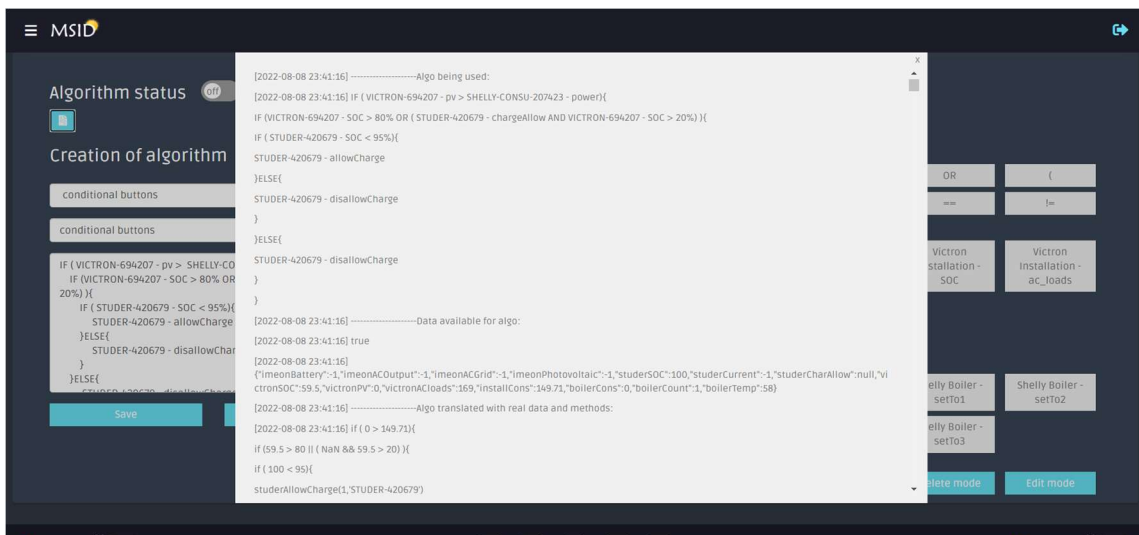 MSID
Algorithm status off
Creation of algorithm
conditional buttons
conditional buttons
IF ( VICTRON-694207 - pv > SHELLY-CO
IF (VICTRON-694207 - SOC > 80% OR
20%) ){
IF ( STUDER-420679 - SOC < 95%){
STUDER-420679 - allowCharge
}ELSE{
STUDER-420679 - disallowChar
}
}ELSE{
Save
x
[2022-08-08 23:41:16] ---------------------Algo being used:
[2022-08-08 23:41:16] IF ( VICTRON-694207 - pv > SHELLY-CONSU-207423 - power){
IF (VICTRON-694207 - SOC > 80% OR ( STUDER-420679 - chargeAllow AND VICTRON-694207 - SOC > 20%) ){
IF ( STUDER-420679 - SOC < 95%){
STUDER-420679 - allowCharge
}ELSE{
STUDER-420679 - disallowCharge
}
}ELSE{
STUDER-420679 - disallowCharge
}
}
[2022-08-08 23:41:16] ---------------------Data available for algo:
[2022-08-08 23:41:16] true
[2022-08-08 23:41:16]
{"imeonBattery":-1,"imeonACOutput":-1,"imeonACGrid":-1,"imeonPhotovoltaic":-1,"studerSOC":100,"studerCurrent":-1,"studerCharAllow":null,"vi
ctronSOC":59.5,"victronPV":0,"victronACloads":169,"installCons":149.71,"boilerCons":0,"boilerCount":1,"boilerTemp":58}
[2022-08-08 23:41:16] ---------------------Algo translated with real data and methods:
[2022-08-08 23:41:16] if ( 0 > 149.71){
if (59.5 > 80 || ( NaN && 59.5 > 20) ){
if ( 100 < 95){
studerAllowCharge(1,'STUDER-420679')
OR (
== !=
Victron Victron
stallation - Installation -
SOC ac_loads
elly Boiler - Shelly Boiler -
setTo1 setTo2
elly Boiler -
setTo3
elete mode Edit mode